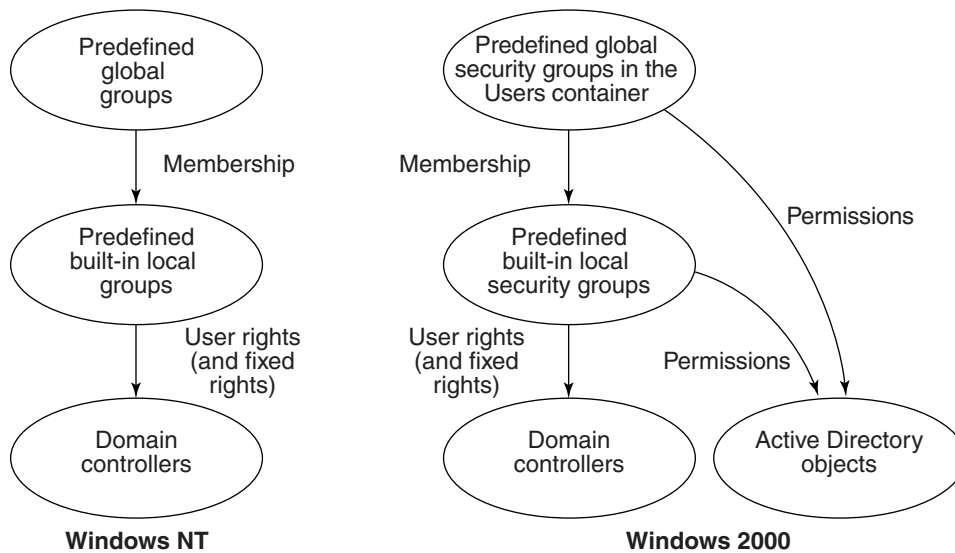 Predefined
global
groups
Membership
Predefined
built-in local
groups
User rights
(and fixed
rights)
Domain
controllers
Windows NT
Predefined global
security groups in the
Users container
Membership
Permissions
Predefined
built-in local
security groups
User rights
(and fixed
rights)
Permissions
Domain
controllers
Active Directory
objects
Windows 2000